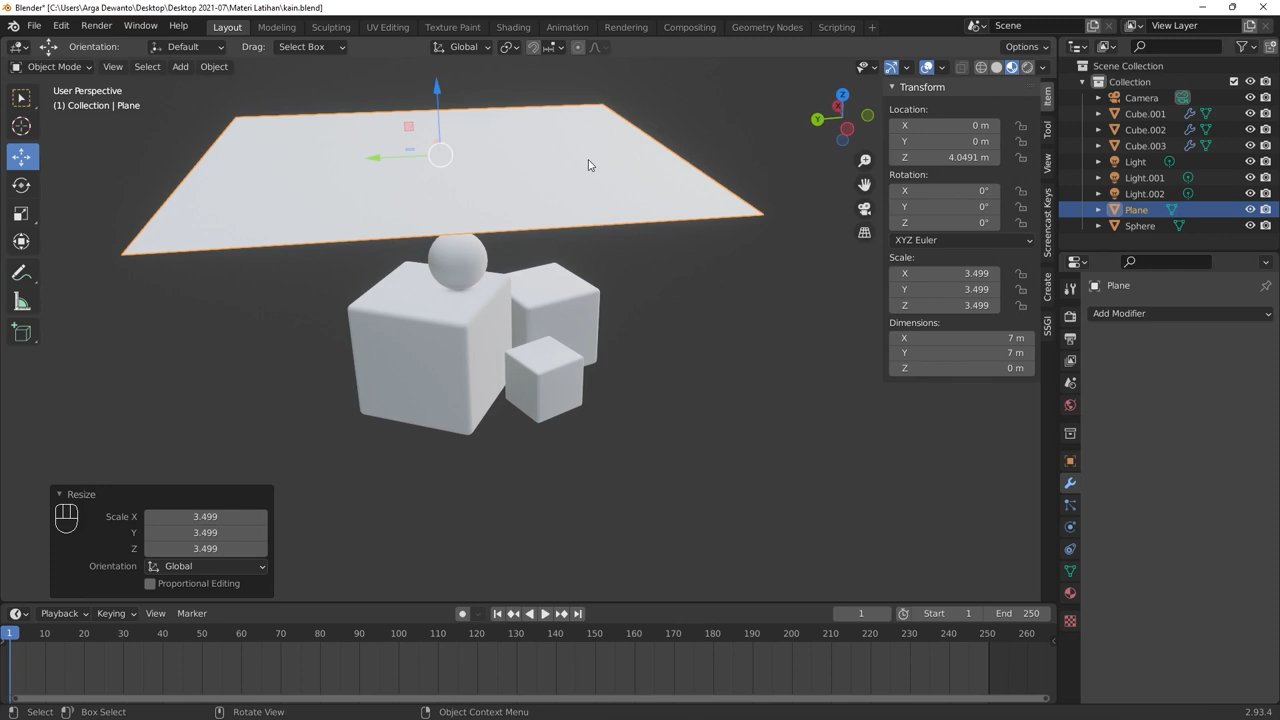 Blender* [C:\Users\Arga Dewanto\Desktop\Desktop 2021-07\Materi Latihan\kain.blend]
File Edit Render Window Help Layout Modeling Sculpting UV Editing Texture Paint Shading Animation Rendering Compositing Geometry Nodes Scripting + Scene View Layer
Orientation: Default Drag: Select Box Global Options
Object Mode View Select Add Object
User Perspective
(1) Collection | Plane
Z
X
Y
Transform
Location:
X 0 m
Y 0 m
Z 4.0491 m
Rotation:
X 0°
Y 0°
Z 0°
XYZ Euler
Scale:
X 3.499
Y 3.499
Z 3.499
Dimensions:
X 7 m
Y 7 m
Z 0 m
Item
Tool
View
Screencast Keys
Create
SSGI
Scene Collection
Collection
Camera
Cube.001
Cube.002
Cube.003
Light
Light.001
Light.002
Plane
Sphere
Plane
Add Modifier
Resize
Scale X 3.499
Y 3.499
Z 3.499
Orientation Global
Proportional Editing
Playback Keying View Marker 1 Start 1 End 250
1 10 20 30 40 50 60 70 80 90 100 110 120 130 140 150 160 170 180 190 200 210 220 230 240 250 260
Select Box Select Rotate View Object Context Menu 2.93.4